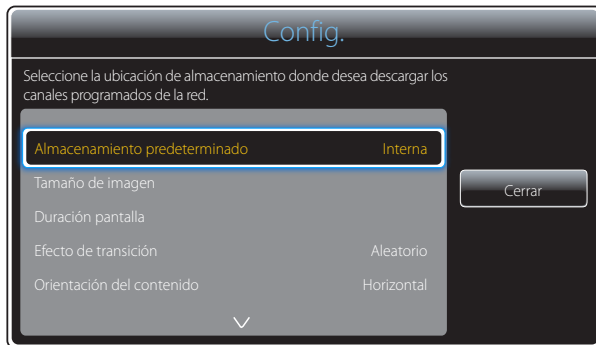 Config.
Seleccione la ubicación de almacenamiento donde desea descargar los
canales programados de la red.
Almacenamiento predeterminado Interna
Tamaño de imagen
Duración pantalla
Efecto de transición Aleatorio
Orientación del contenido Horizontal
Cerrar